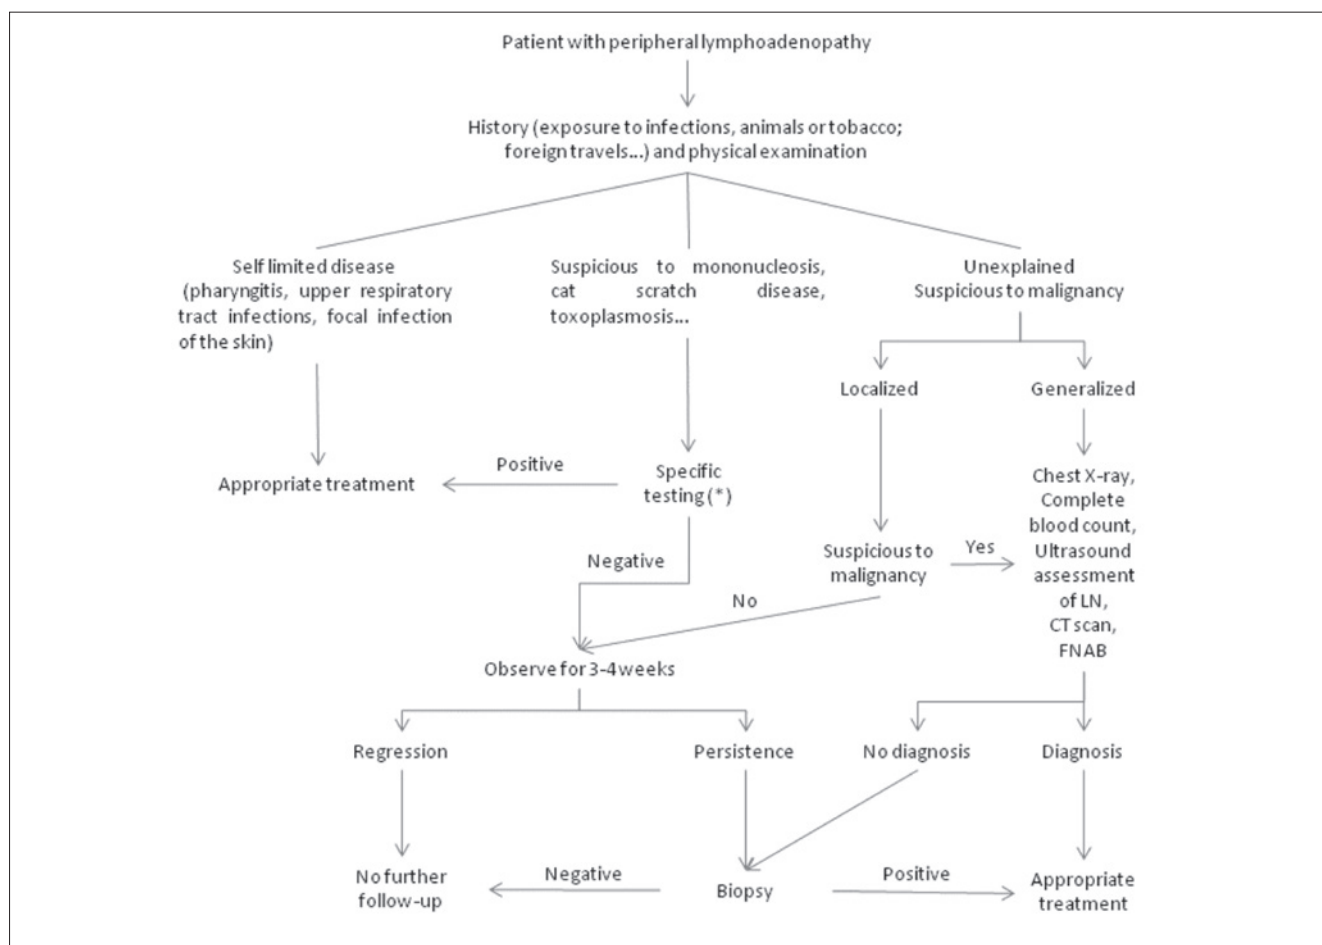 Patient with peripheral lymphoadenopathy
History (exposure to infections, animals or tobacco;
foreign travels...) and physical examination
Self limited disease
(pharyngitis, upper respiratory
tract infections, focal infection
of the skin)
Suspicious to mononucleosis,
cat scratch disease,
toxoplasmosis...
Unexplained
Suspicious to malignancy
Localized
Generalized
Appropriate treatment
Positive
Specific
testing (*)
Chest X-ray,
Complete
blood count,
Ultrasound
assessment
of LN,
CT scan,
FNAB
Negative
Suspicious to
malignancy
Yes
No
Observe for 3-4 weeks
Regression
Persistence
No diagnosis
Diagnosis
No further
follow-up
Negative
Biopsy
Positive
Appropriate
treatment